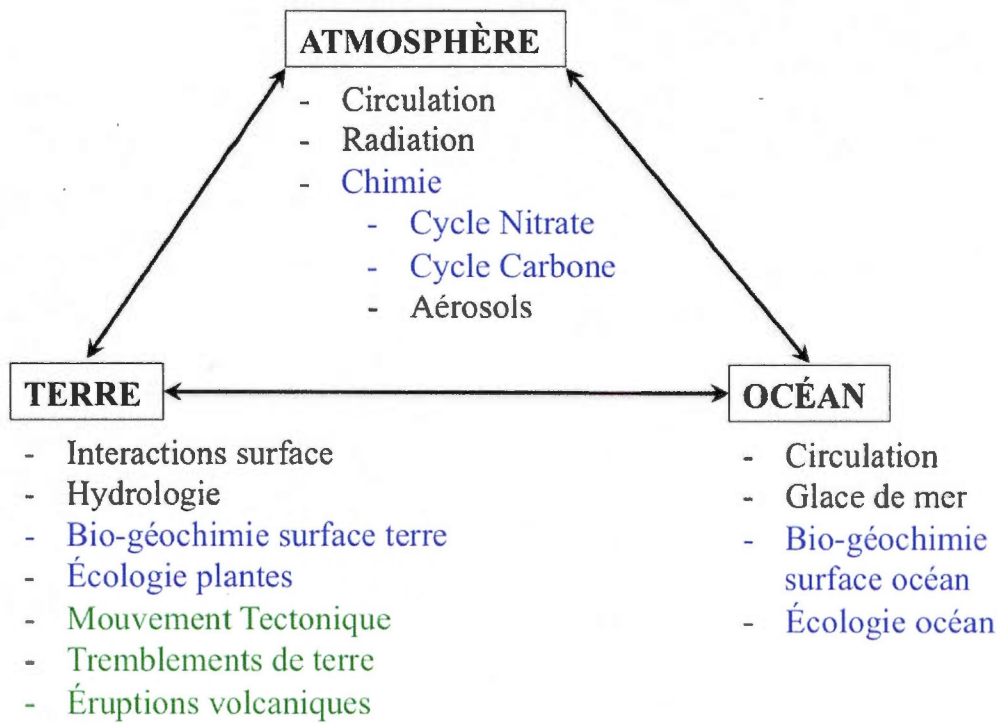 ATMOSPHÈRE
- Circulation
- Radiation
- Chimie
- Cycle Nitrate
- Cycle Carbone
- Aérosols
TERRE
- Interactions surface
- Hydrologie
- Bio-géochimie surface terre
- Écologie plantes
- Mouvement Tectonique
- Tremblements de terre
- Éruptions volcaniques
OCÉAN
- Circulation
- Glace de mer
- Bio-géochimie
surface océan
- Écologie océan